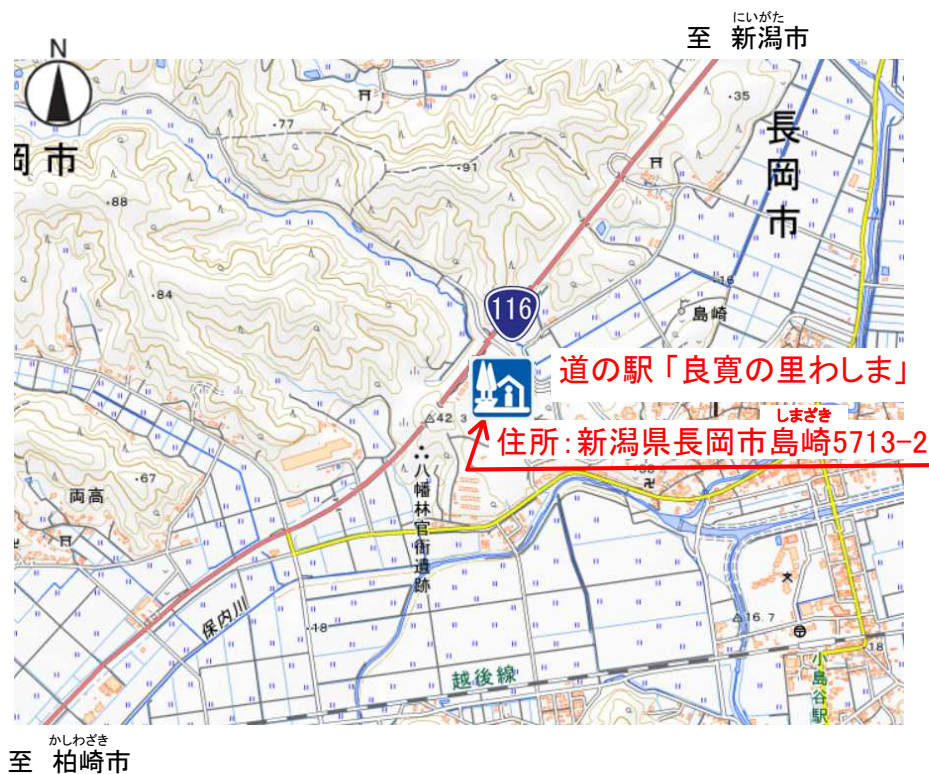 にいがた
至 新潟市
N
・77
・35
長岡市
岡市
・91
・88
・84
116
・16
島崎
道の駅「良寛の里わしま」
しまざき
住所：新潟県長岡市島崎5713-2
△42.3
・67
両高
八幡林官衙遺跡
保内川
・18
△16.7
・18
越後線
小島谷駅
かしわざき
至 柏崎市